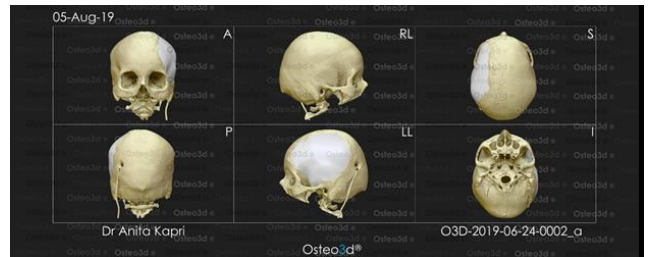 05-Aug-19
A
RL
S
P
LL
I
Dr Anita Kapri
O3D-2019-06-24-0002_a
Osteo3d®